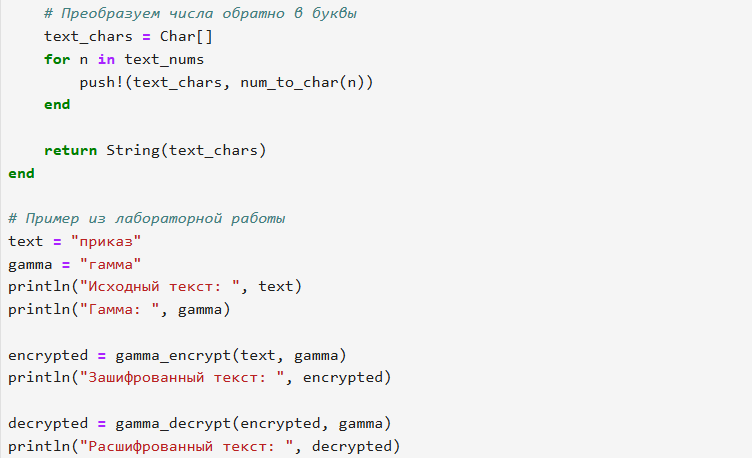 # Преобразуем числа обратно в буквы
    text_chars = Char[]
    for n in text_nums
        push!(text_chars, num_to_char(n))
    end

    return String(text_chars)
end

# Пример из лабораторной работы
text = "приказ"
gamma = "гамма"
println("Исходный текст: ", text)
println("Гамма: ", gamma)

encrypted = gamma_encrypt(text, gamma)
println("Зашифрованный текст: ", encrypted)

decrypted = gamma_decrypt(encrypted, gamma)
println("Расшифрованный текст: ", decrypted)